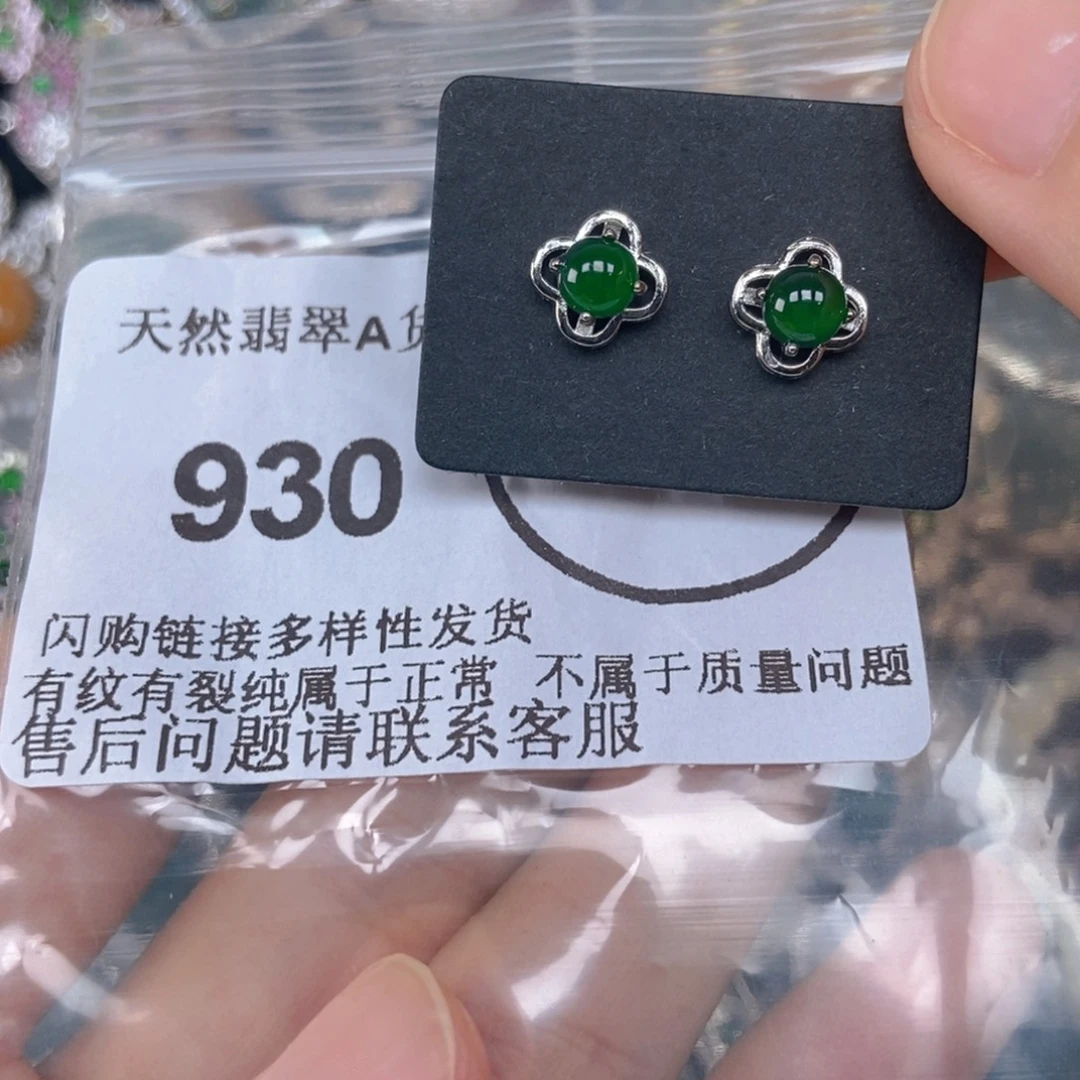 天然翡翠A货
930
闪购链接多样性发货
有纹有裂纯属于正常 不属于质量问题
售后问题请联系客服